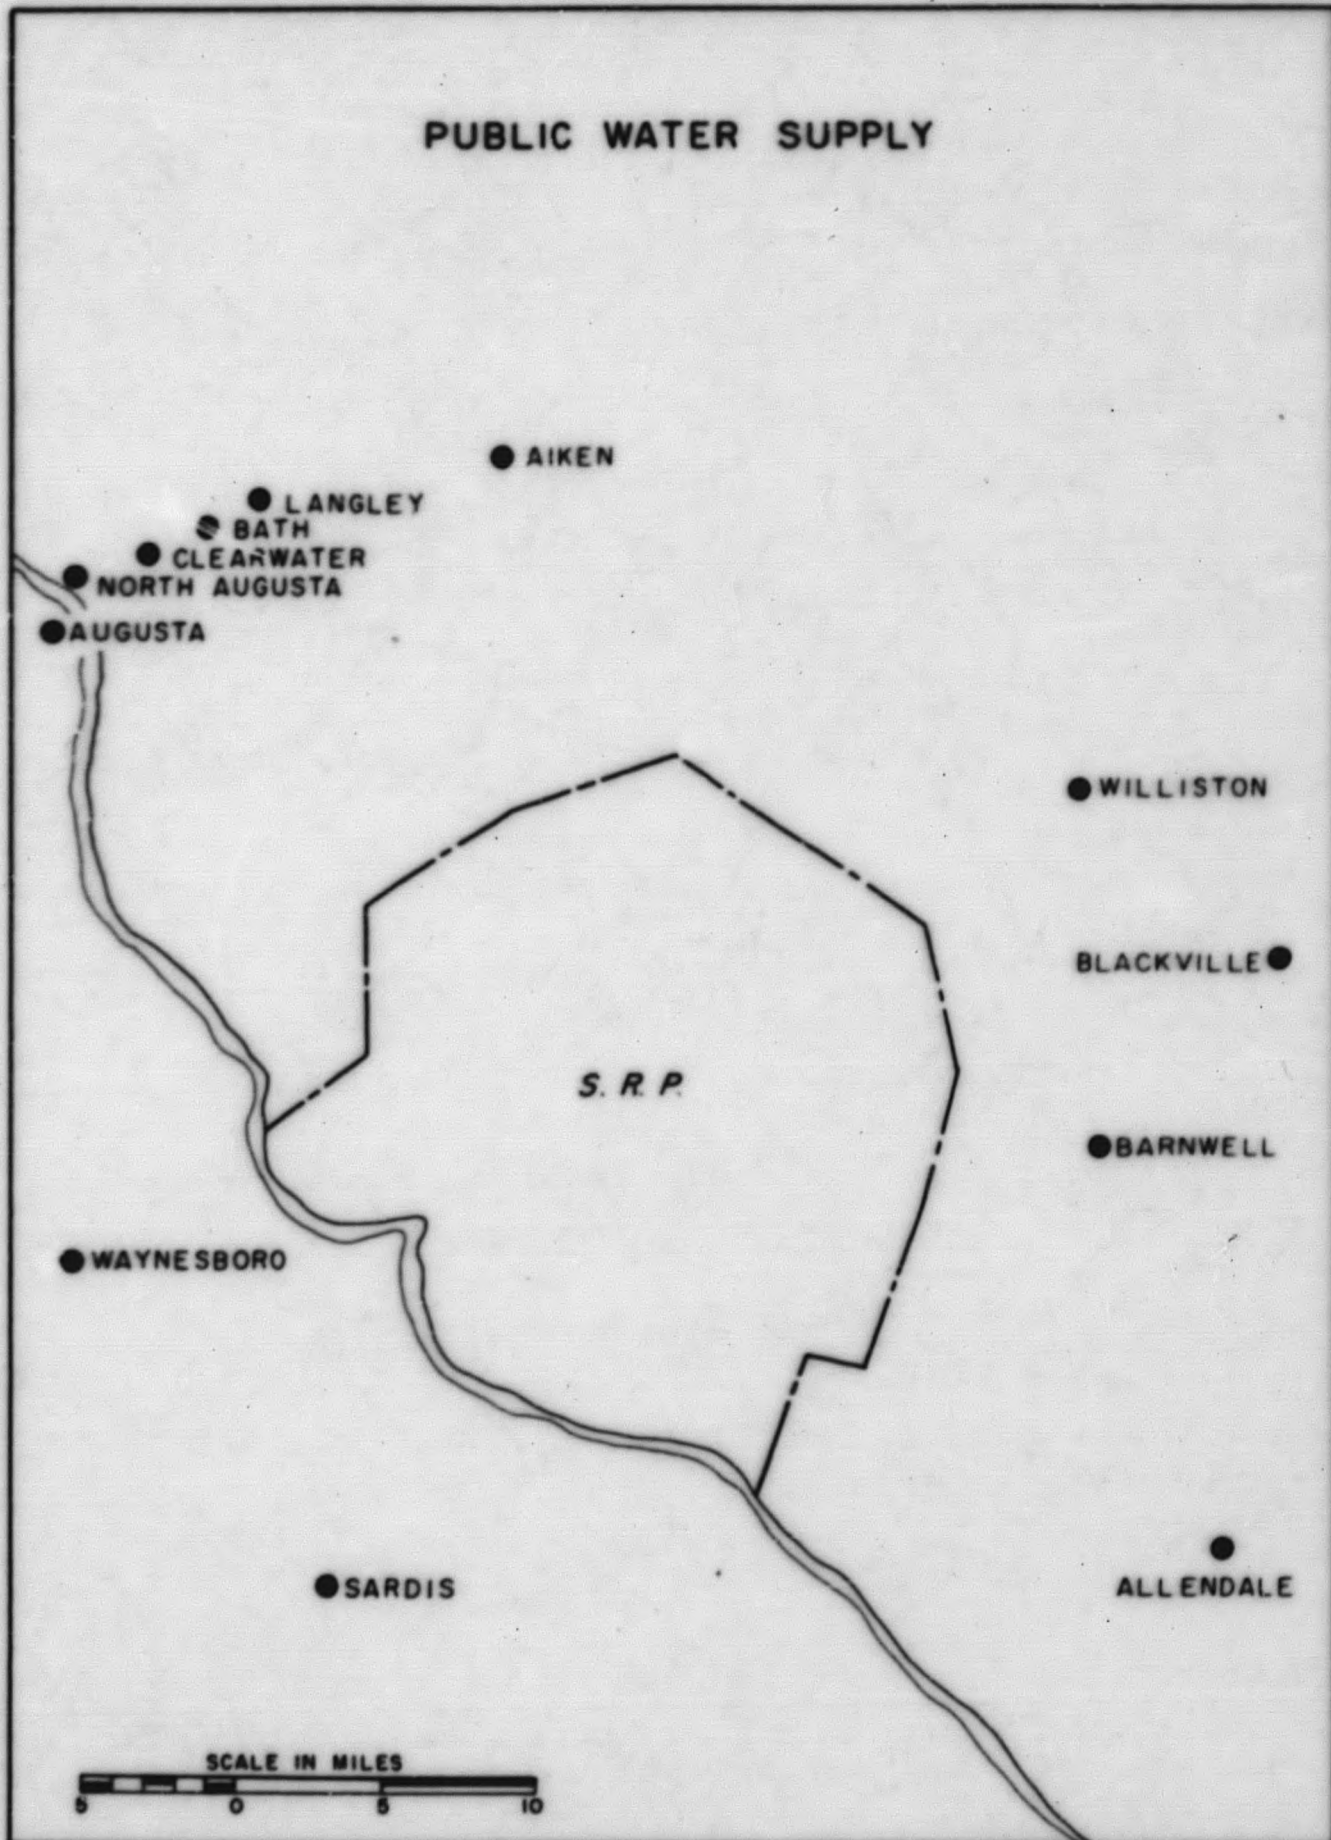 PUBLIC WATER SUPPLY
AIKEN
LANGLEY
BATH
CLEARWATER
NORTH AUGUSTA
AUGUSTA
WILLISTON
BLACKVILLE
S. R. P.
BARNWELL
WAYNESBORO
SARDIS
ALLENDALE
SCALE IN MILES
5 0 5 10